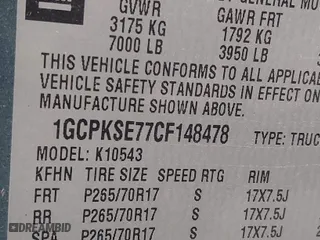 GENERAL MO
GVWR GAWR FRT
3175 KG 1792 KG
7000 LB 3950 LB
THIS VEHICLE CONFORMS TO ALL APPLICA
VEHICLE SAFETY STANDARDS IN EFFECT ON
MANUFACTURE SHOWN ABOVE.
1GCPKSE77CF148478 TYPE: TRUC
MODEL: K10543
KFHN TIRE SIZE SPEED RTG RIM
FRT P265/70R17 S 17X7.5J
RR P265/70R17 S 17X7.5J
SPA P265/70R17 S 17X7.5J
DREAMBID